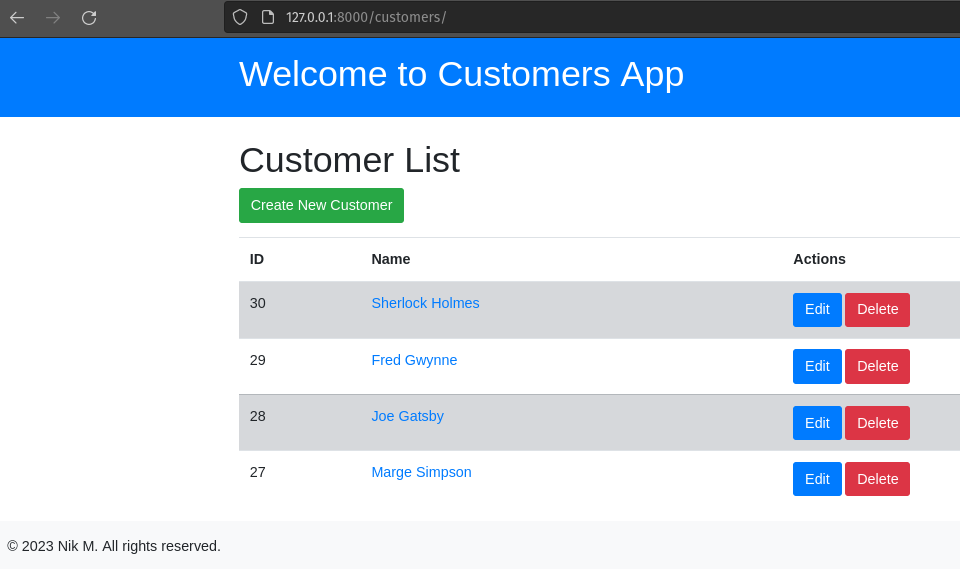 127.0.0.1:8000/customers/
Welcome to Customers App
Customer List
Create New Customer
ID Name Actions
30 Sherlock Holmes Edit Delete
29 Fred Gwynne Edit Delete
28 Joe Gatsby Edit Delete
27 Marge Simpson Edit Delete
© 2023 Nik M. All rights reserved.